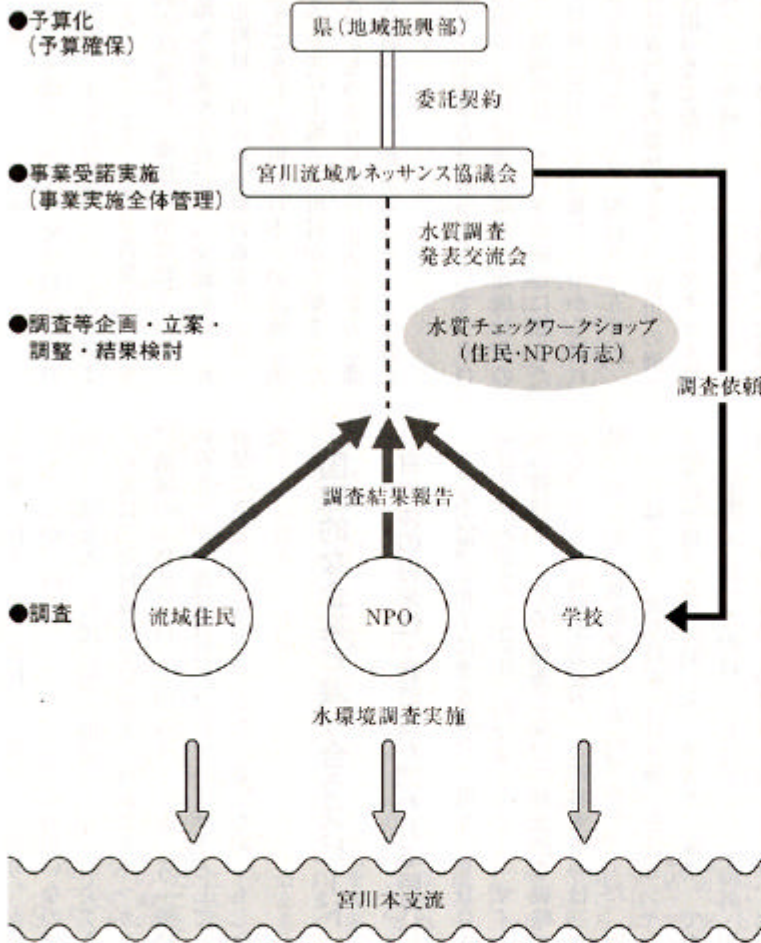 ●予算化
(予算確保)
県(地域振興部)
委託契約
●事業受諾実施
(事業実施全体管理)
宮川流域ルネッサンス協議会
水質調査
発表交流会
●調査等企画・立案・
調整・結果検討
水質チェックワークショップ
(住民・NPO有志)
調査依頼
調査結果報告
●調査
流域住民
NPO
学校
水環境調査実施
宮川本支流